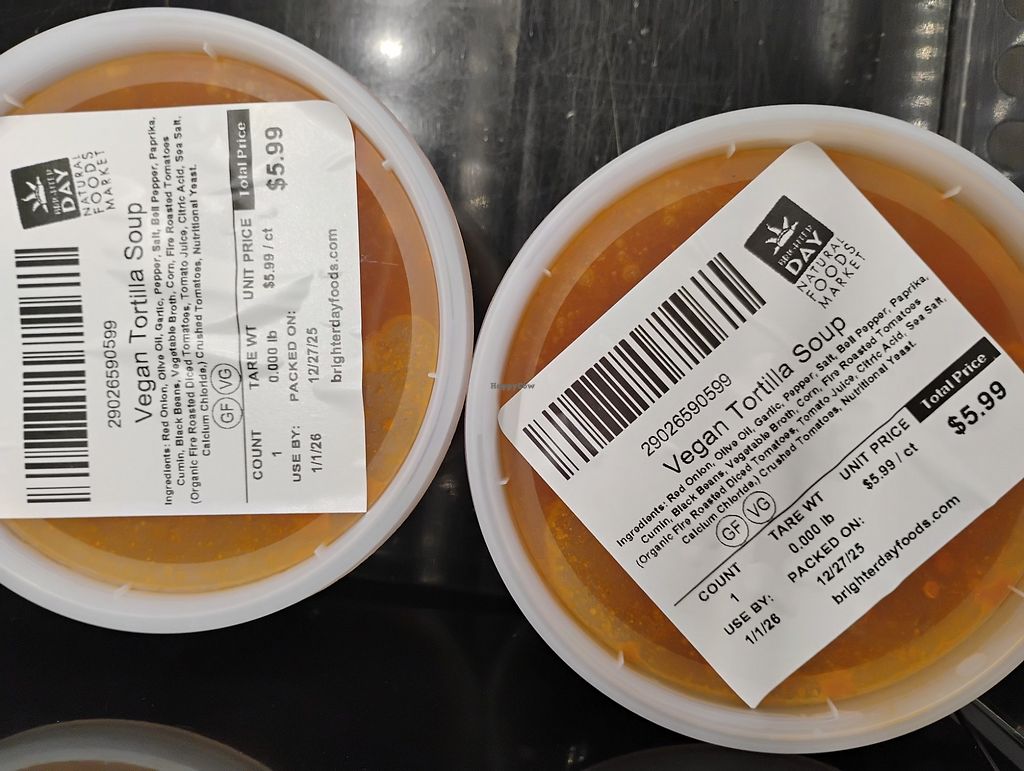 BRIGHTER
DAY
NATURAL
FOODS
MARKET
29026590599
Vegan Tortilla Soup
Ingredients: Red Onion, Olive Oil, Garlic, Pepper, Salt, Bell Pepper, Paprika,
Cumin, Black Beans, Vegetable Broth, Corn, Fire Roasted Tomatoes
(Organic Fire Roasted Diced Tomatoes, Tomato Juice, Citric Acid, Sea Salt,
Calcium Chloride,) Crushed Tomatoes, Nutritional Yeast.
GF VG
COUNT TARE WT UNIT PRICE Total Price
1 0.000 lb $5.99 / ct $5.99
USE BY: PACKED ON:
1/1/26 12/27/25 brighterdayfoods.com
BRIGHTER
DAY
NATURAL
FOODS
MARKET
29026590599
Vegan Tortilla Soup
Ingredients: Red Onion, Olive Oil, Garlic, Pepper, Salt, Bell Pepper, Paprika,
Cumin, Black Beans, Vegetable Broth, Corn, Fire Roasted Tomatoes
(Organic Fire Roasted Diced Tomatoes, Tomato Juice, Citric Acid, Sea Salt,
Calcium Chloride,) Crushed Tomatoes, Nutritional Yeast.
GF VG
COUNT TARE WT UNIT PRICE Total Price
1 0.000 lb $5.99 / ct $5.99
USE BY: PACKED ON:
1/1/26 12/27/25 brighterdayfoods.com
HappyCow